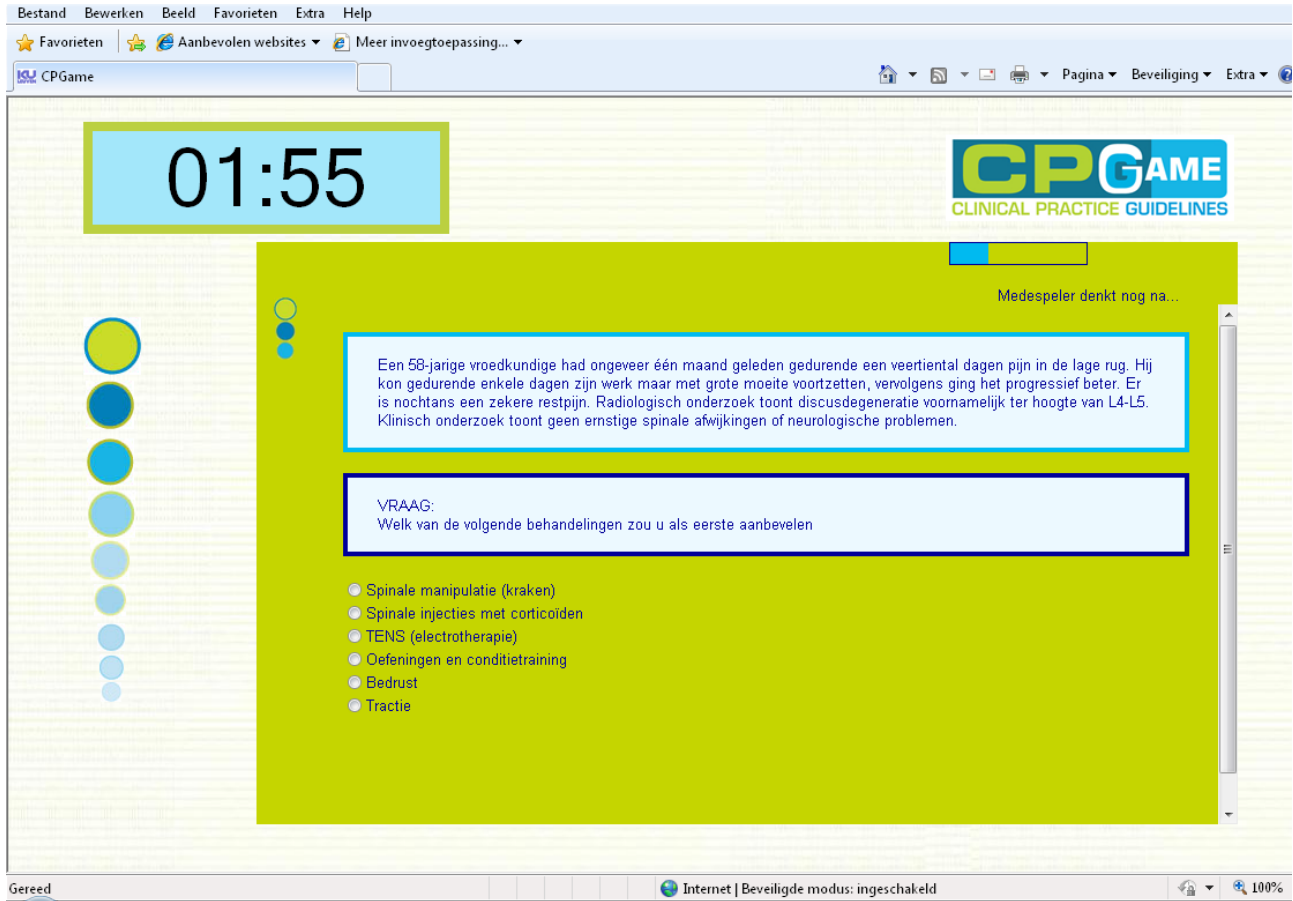 Bestand Bewerken Beeld Favorieten Extra Help
Favorieten Aanbevolen websites Meer invoegtoepassing...
CPGame
Pagina Beveiliging Extra
01:55
CPGAME
CLINICAL PRACTICE GUIDELINES
Medespeler denkt nog na...
Een 58-jarige vroedkundige had ongeveer één maand geleden gedurende een veertiental dagen pijn in de lage rug. Hij
kon gedurende enkele dagen zijn werk maar met grote moeite voortzetten, vervolgens ging het progressief beter. Er
is nochtans een zekere restpijn. Radiologisch onderzoek toont discusdegeneratie voornamelijk ter hoogte van L4-L5.
Klinisch onderzoek toont geen ernstige spinale afwijkingen of neurologische problemen.
VRAAG:
Welk van de volgende behandelingen zou u als eerste aanbevelen
Spinale manipulatie (kraken)
Spinale injecties met corticoïden
TENS (electrotherapie)
Oefeningen en conditietraining
Bedrust
Tractie
Gereed
Internet | Beveiligde modus: ingeschakeld
100%